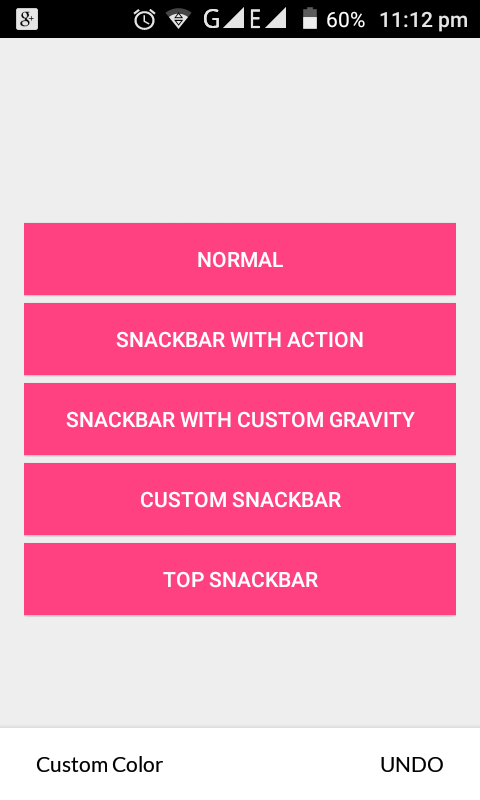 G E 60% 11:12 pm
NORMAL
SNACKBAR WITH ACTION
SNACKBAR WITH CUSTOM GRAVITY
CUSTOM SNACKBAR
TOP SNACKBAR
Custom Color UNDO